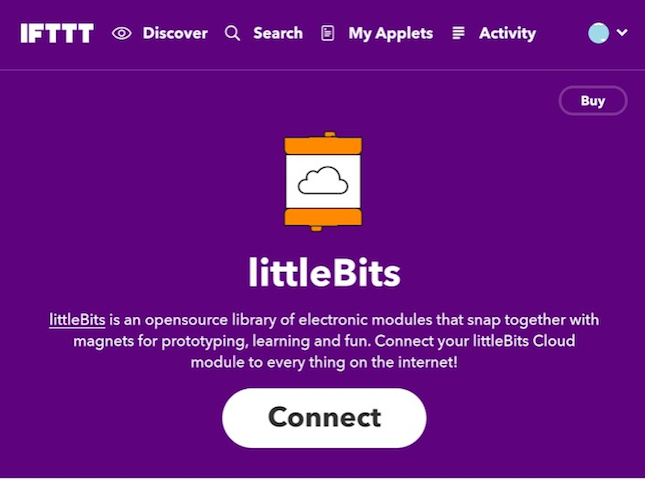 IFTTT Discover Search My Applets Activity
Buy
littleBits
littleBits is an opensource library of electronic modules that snap together with
magnets for prototyping, learning and fun. Connect your littleBits Cloud
module to every thing on the internet!
Connect